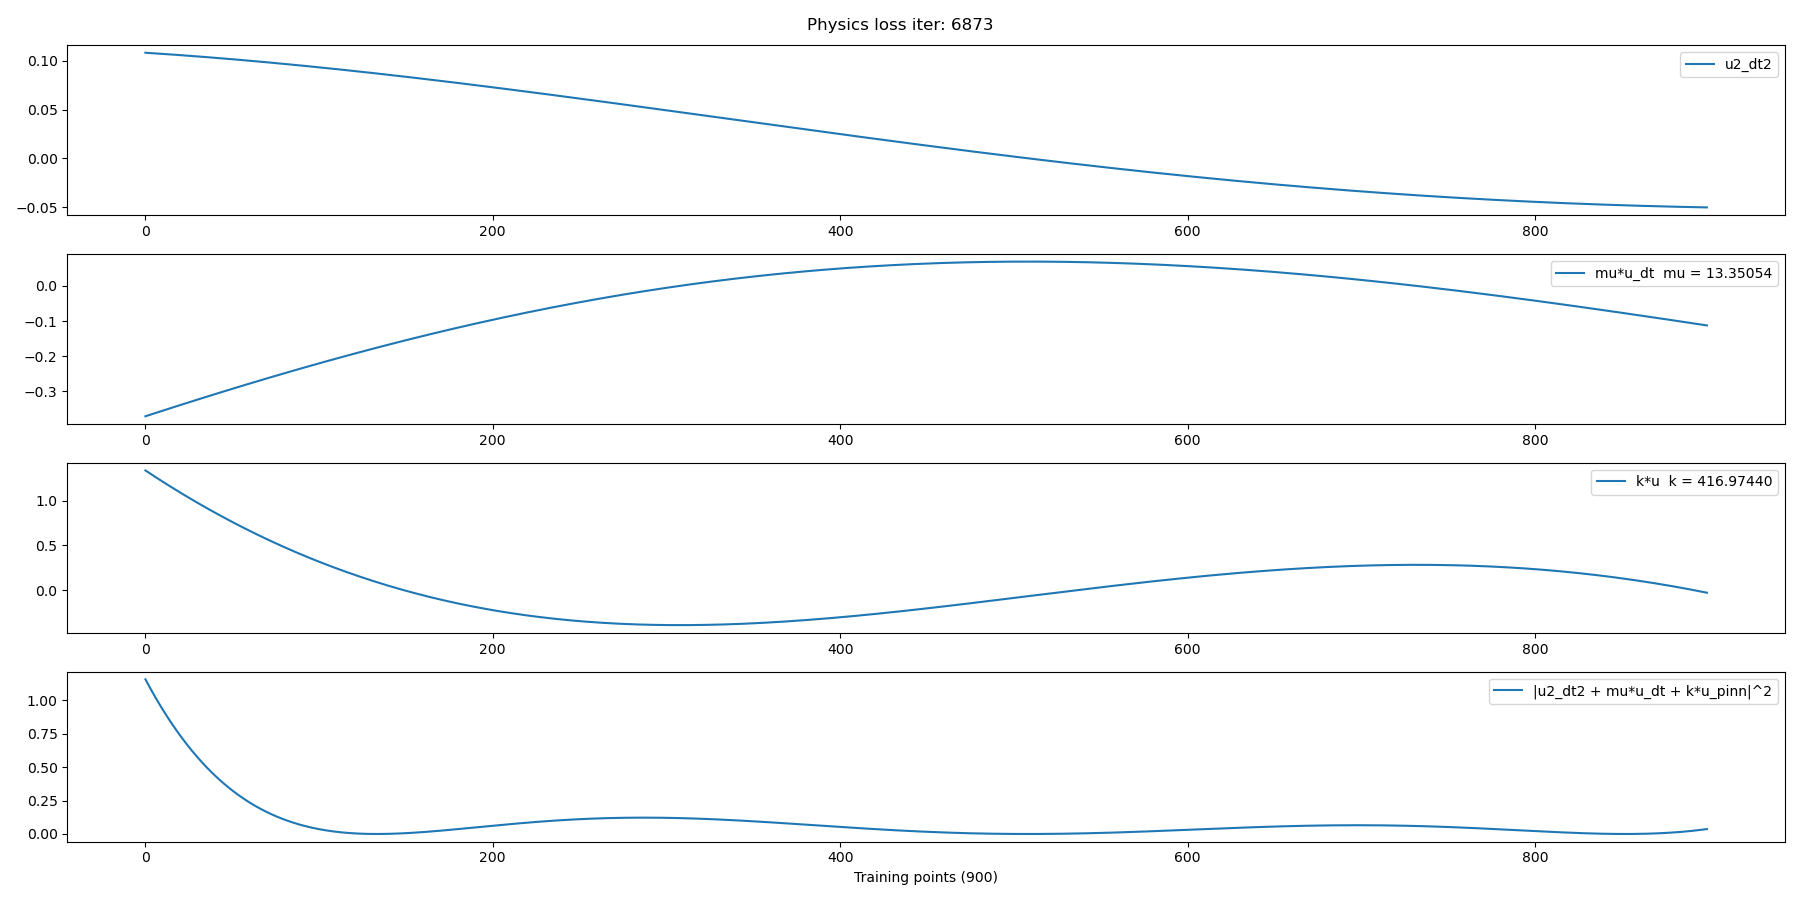 Physics loss iter: 6873
0.10
0.05
0.00
−0.05
u2_dt2
0 200 400 600 800
0.0
−0.1
−0.2
−0.3
mu*u_dt  mu = 13.35054
0 200 400 600 800
1.0
0.5
0.0
k*u  k = 416.97440
0 200 400 600 800
1.00
0.75
0.50
0.25
0.00
|u2_dt2 + mu*u_dt + k*u_pinn|^2
0 200 400 600 800
Training points (900)